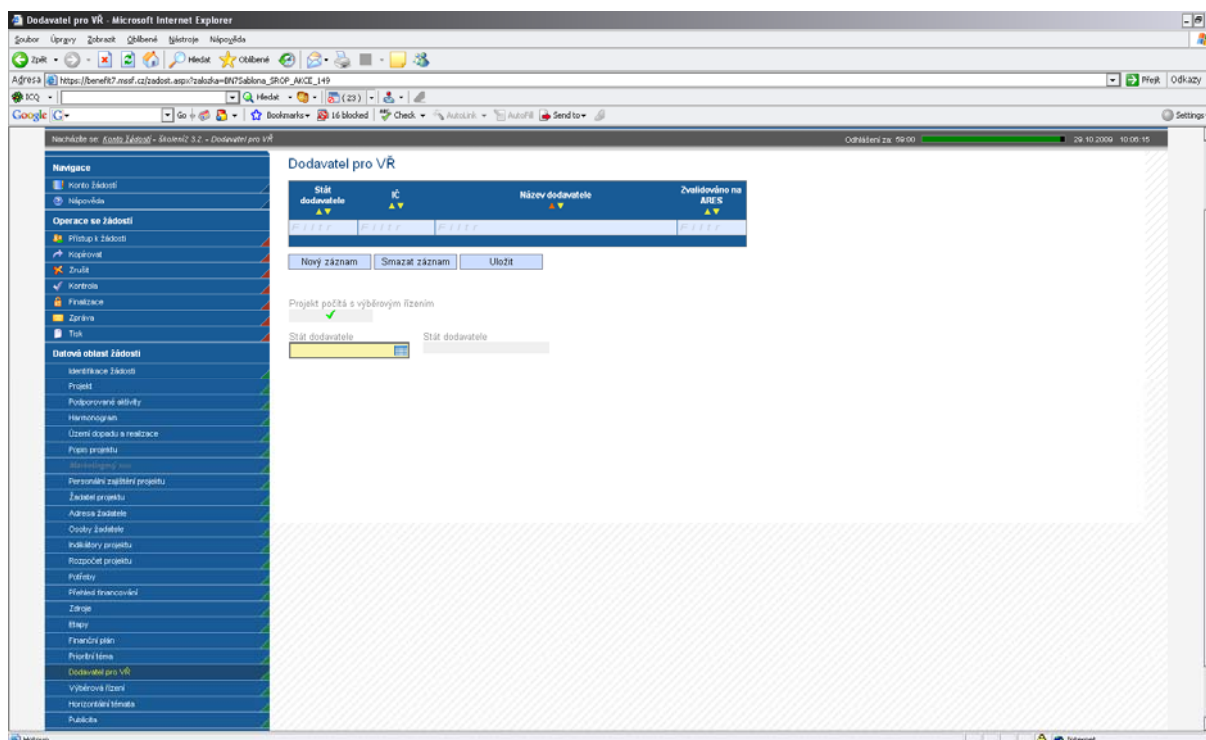 Dodavatel pro VŘ - Microsoft Internet Explorer
Soubor Úpravy Zobrazit Oblíbené Nástroje Nápověda
Zpět Hledat Oblíbené
Adresa https://benefit7.mssf.cz/zadost.aspx?zalozka=BN7Sablona_SROP_AKCE_149 Přejít Odkazy
ICQ Hledat (23)
Google G Go Bookmarks 16 blocked Check AutoLink AutoFill Send to Settings
Nacházíte se: Konto žádostí - Školení2 3.2. - Dodavatel pro VŘ Odhlášení za: 59:00 29.10.2009 10:06:15
Navigace
Konto žádostí
Nápověda
Operace se žádostí
Přístup k žádosti
Kopírovat
Zrušit
Kontrola
Finalizace
Zpráva
Tisk
Datová oblast žádosti
Identifikace žádosti
Projekt
Podporované aktivity
Harmonogram
Území dopadu a realizace
Popis projektu
Personální zajištění projektu
Žadatel projektu
Adresa žadatele
Osoby žadatele
Indikátory projektu
Rozpočet projektu
Potřeby
Přehled financování
Zdroje
Etapy
Finanční plán
Prioritní téma
Dodavatel pro VŘ
Výběrová řízení
Horizontální témata
Publicita
Dodavatel pro VŘ
Stát dodavatele IČ Název dodavatele Zvalidováno na ARES
Filtr Filtr Filtr Filtr
Nový záznam Smazat záznam Uložit
Projekt počítá s výběrovým řízením
Stát dodavatele Stát dodavatele
Hotovo Internet